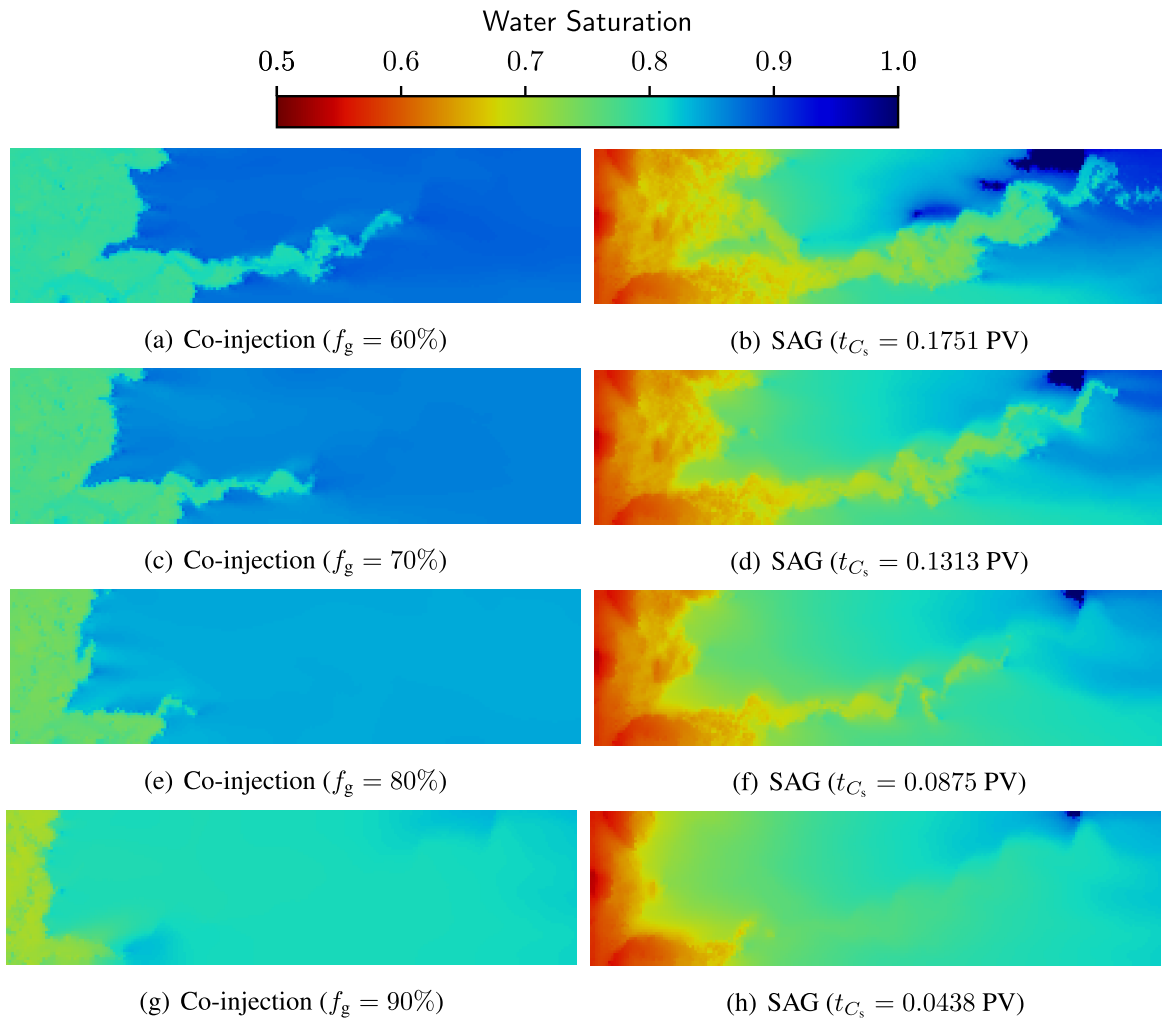 Water Saturation
0.5 0.6 0.7 0.8 0.9 1.0
(a) Co-injection (f_g = 60%)
(b) SAG (t_{C_s} = 0.1751 PV)
(c) Co-injection (f_g = 70%)
(d) SAG (t_{C_s} = 0.1313 PV)
(e) Co-injection (f_g = 80%)
(f) SAG (t_{C_s} = 0.0875 PV)
(g) Co-injection (f_g = 90%)
(h) SAG (t_{C_s} = 0.0438 PV)